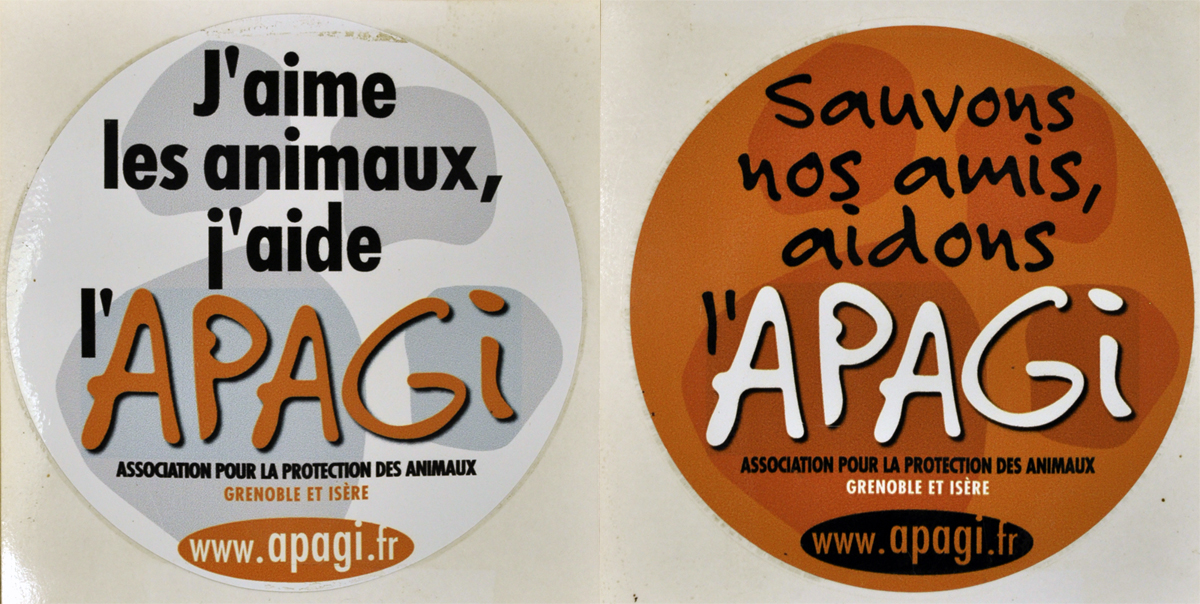 J'aime
les animaux,
j'aide
l'APAGi
ASSOCIATION POUR LA PROTECTION DES ANIMAUX
GRENOBLE ET ISÈRE
www.apagi.fr
Sauvons
nos amis,
aidons
l'APAGi
ASSOCIATION POUR LA PROTECTION DES ANIMAUX
GRENOBLE ET ISÈRE
www.apagi.fr